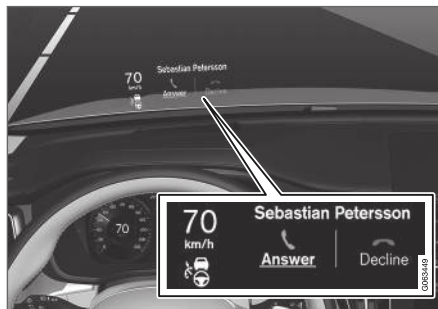 70
km/h
Sebastian Petersson
Answer
Decline
70
70
km/h
Sebastian Petersson
Answer
Decline
G063449